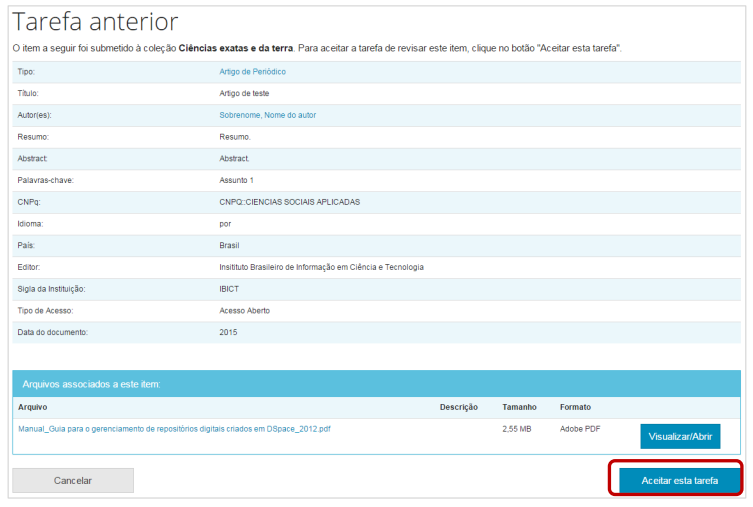 Tarefa anterior
O item a seguir foi submetido à coleção Ciências exatas e da terra. Para aceitar a tarefa de revisar este item, clique no botão "Aceitar esta tarefa".
Tipo: Artigo de Periódico
Título: Artigo de teste
Autor(es): Sobrenome, Nome do autor
Resumo: Resumo.
Abstract: Abstract.
Palavras-chave: Assunto 1
CNPq: CNPQ::CIENCIAS SOCIAIS APLICADAS
Idioma: por
País: Brasil
Editor: Insitituto Brasileiro de Informação em Ciência e Tecnologia
Sigla da Instituição: IBICT
Tipo de Acesso: Acesso Aberto
Data do documento: 2015
Arquivos associados a este item:
Arquivo Descrição Tamanho Formato
Manual_Guia para o gerenciamento de repositórios digitais criados em DSpace_2012.pdf 2,55 MB Adobe PDF Visualizar/Abrir
Cancelar Aceitar esta tarefa